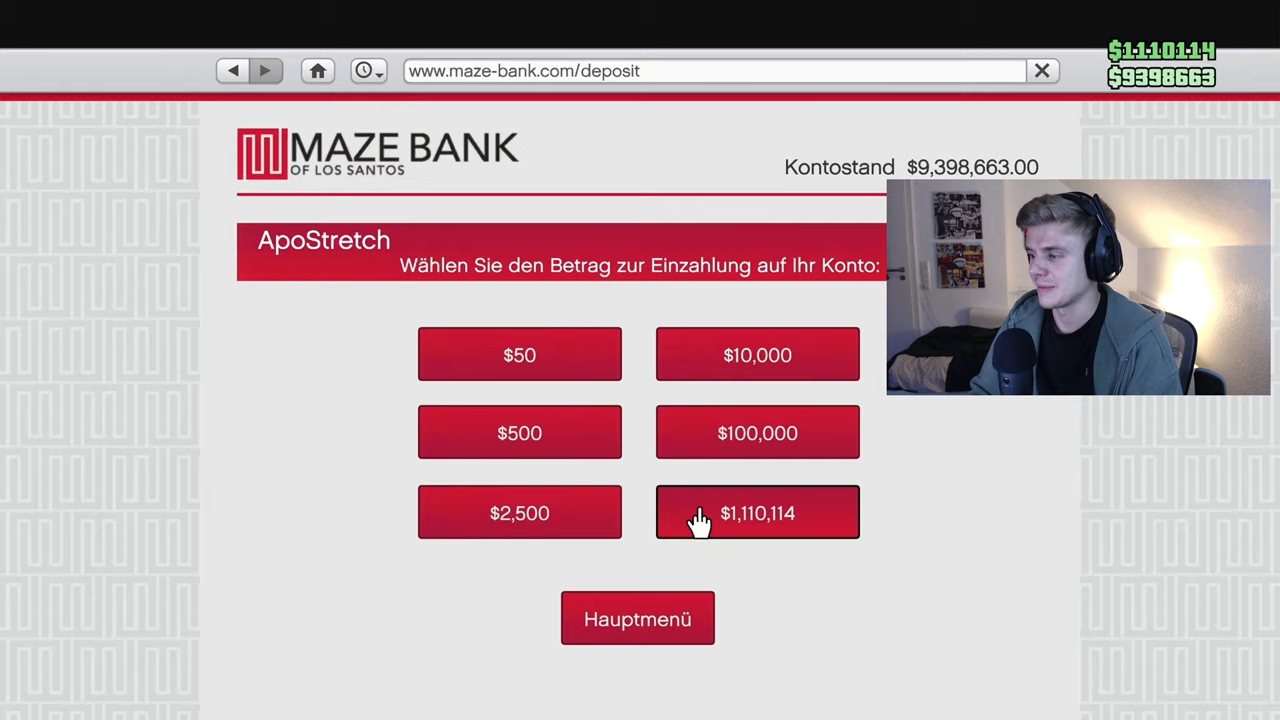 $1110114
www.maze-bank.com/deposit
$9398663
MAZE BANK
OF LOS SANTOS
Kontostand $9,398,663.00
ApoStretch
Wählen Sie den Betrag zur Einzahlung auf Ihr Konto:
$50
$10,000
$500
$100,000
$2,500
$1,110,114
Hauptmenü